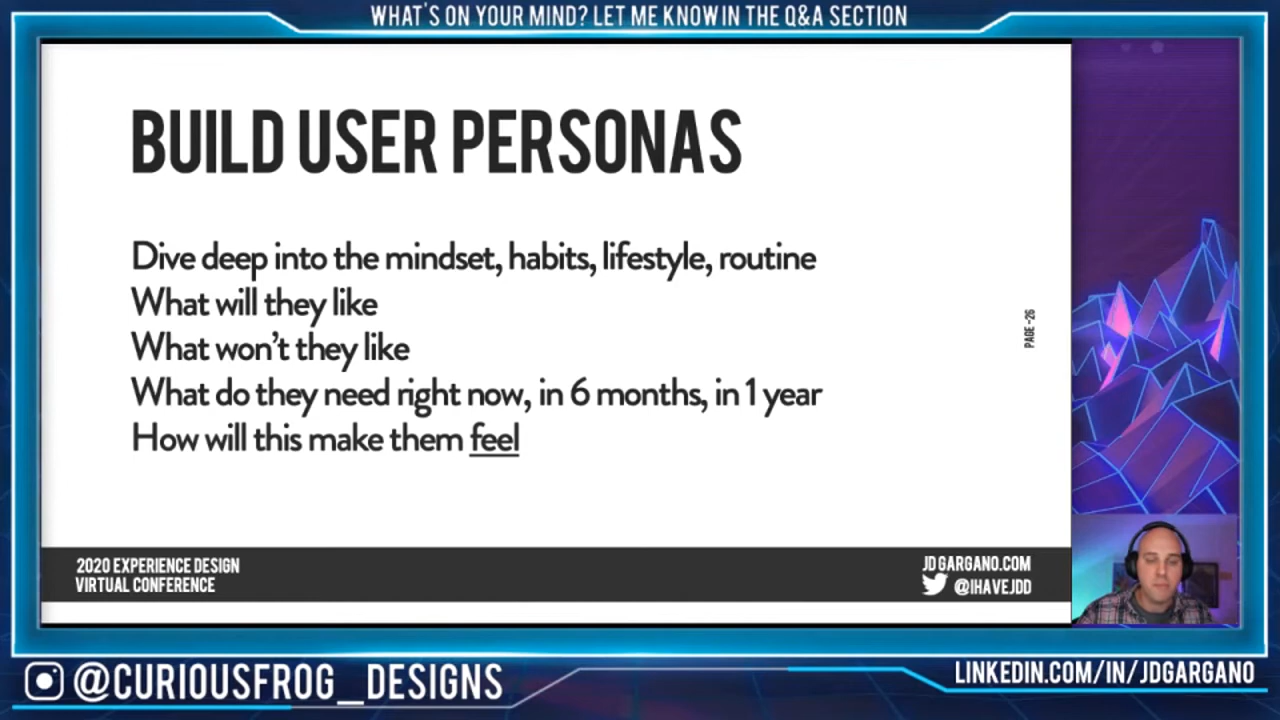 WHAT'S ON YOUR MIND? LET ME KNOW IN THE Q&A SECTION
BUILD USER PERSONAS
Dive deep into the mindset, habits, lifestyle, routine
What will they like
What won't they like
What do they need right now, in 6 months, in 1 year
How will this make them feel
PAGE -26
2020 EXPERIENCE DESIGN
VIRTUAL CONFERENCE
JDGARGANO.COM
@IHAVEJDD
@CURIOUSFROG_DESIGNS
LINKEDIN.COM/IN/JDGARGANO